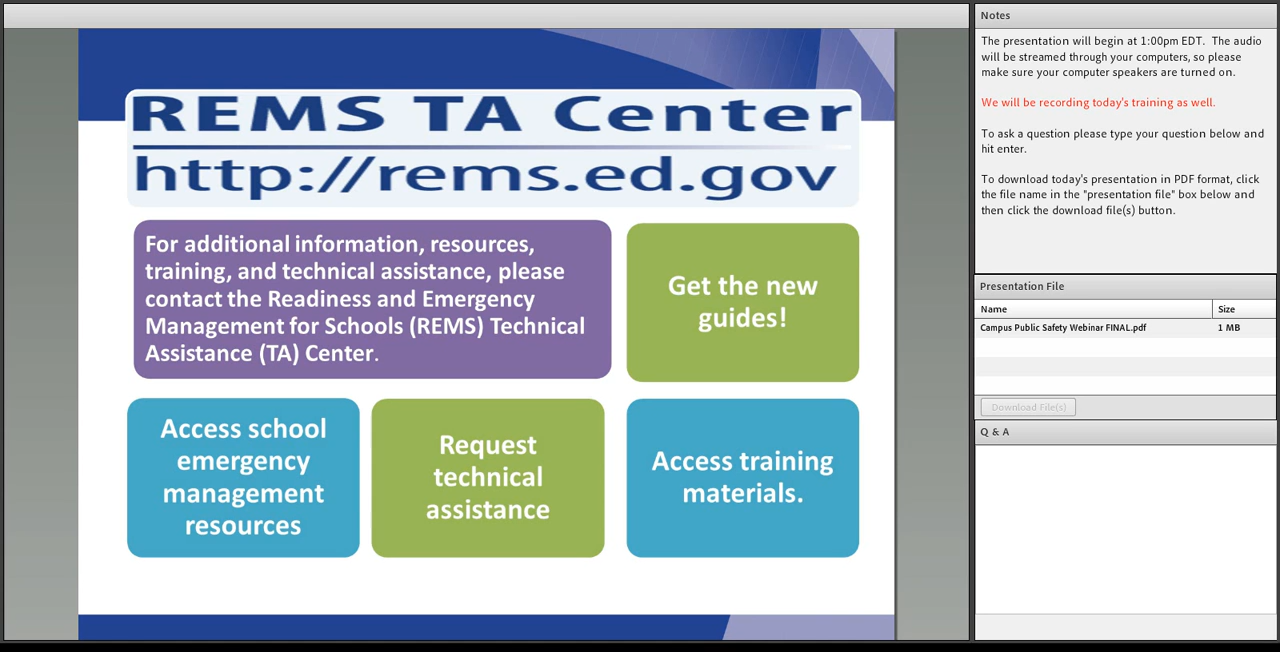 REMS TA Center
http://rems.ed.gov
For additional information, resources,
training, and technical assistance, please
contact the Readiness and Emergency
Management for Schools (REMS) Technical
Assistance (TA) Center.
Get the new
guides!
Access school
emergency
management
resources
Request
technical
assistance
Access training
materials.
Notes
The presentation will begin at 1:00pm EDT.  The audio
will be streamed through your computers, so please
make sure your computer speakers are turned on.
We will be recording today's training as well.
To ask a question please type your question below and
hit enter.
To download today's presentation in PDF format, click
the file name in the "presentation file" box below and
then click the download file(s) button.
Presentation File
Name Size
Campus Public Safety Webinar FINAL.pdf 1 MB
Download File(s)
Q & A